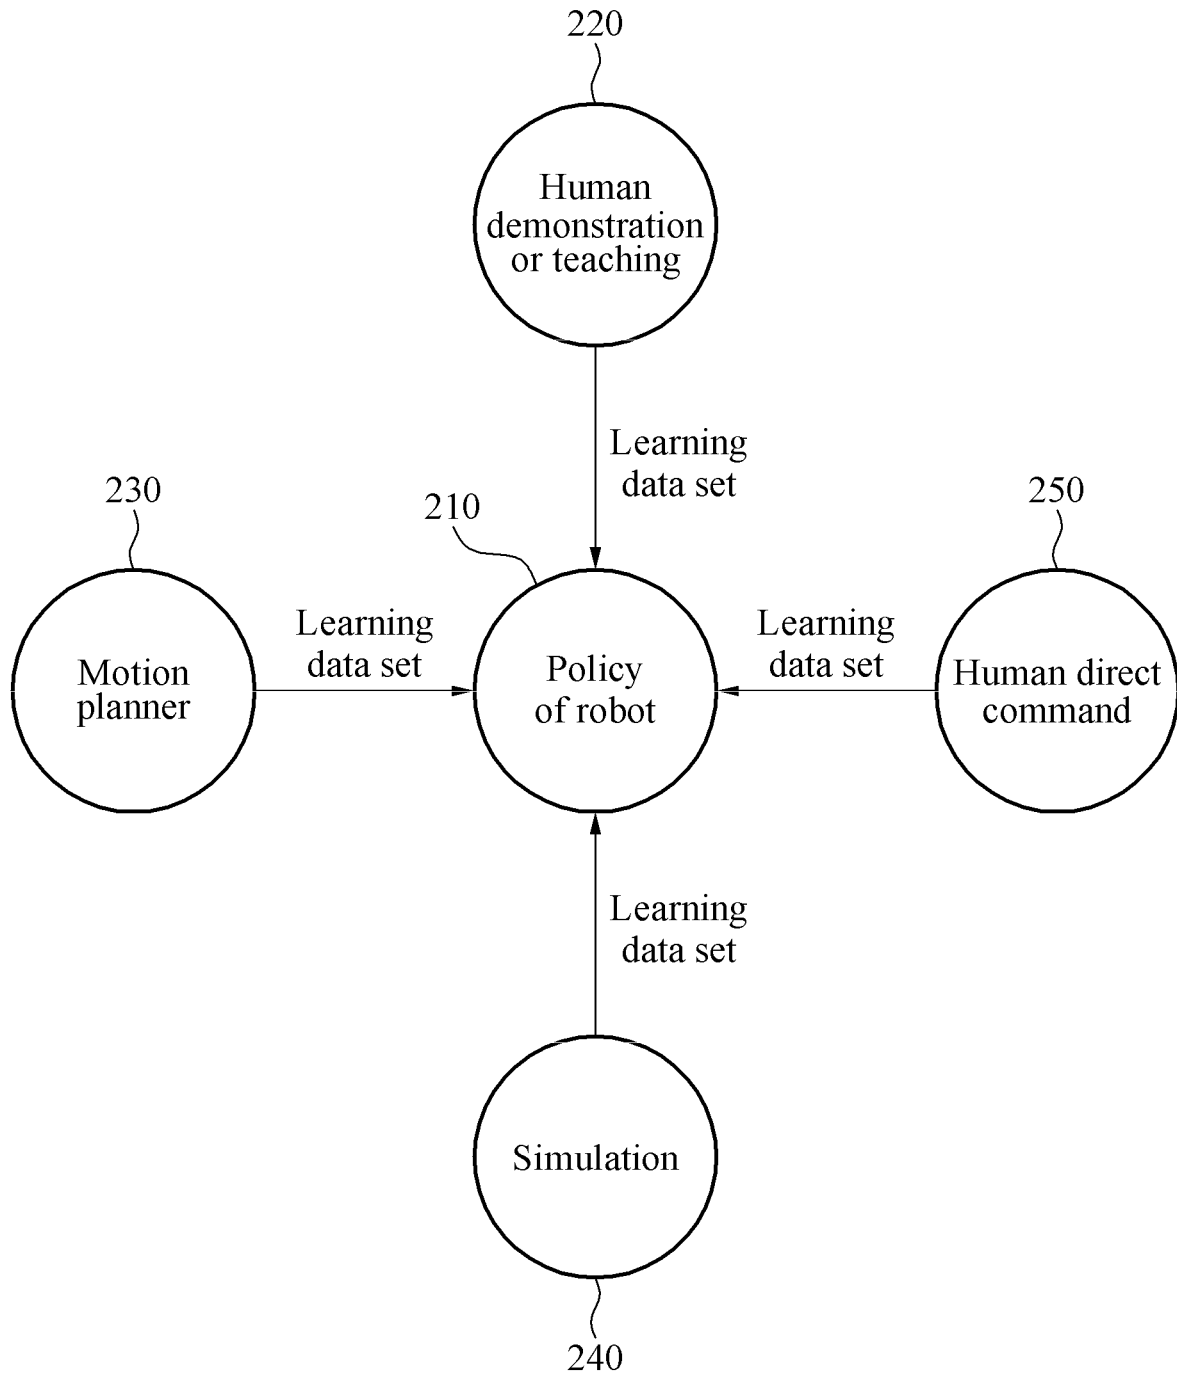 220
Human
demonstration
or teaching
Learning
data set
230
210
250
Learning
data set
Learning
data set
Motion
planner
Policy
of robot
Human direct
command
Learning
data set
Simulation
240